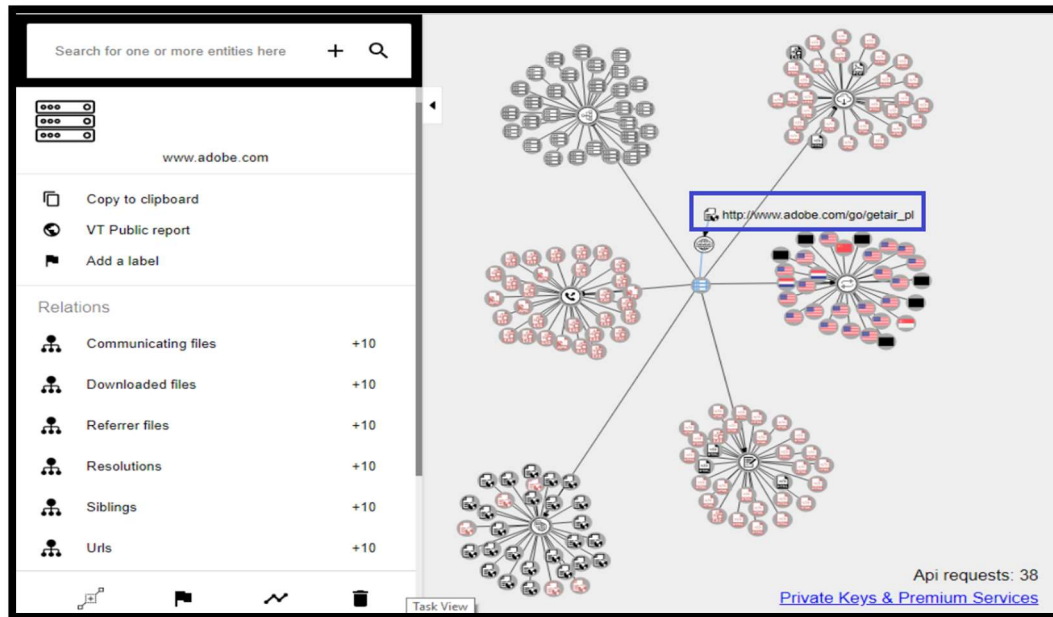 Search for one or more entities here
www.adobe.com
Copy to clipboard
VT Public report
Add a label
Relations
Communicating files +10
Downloaded files +10
Referrer files +10
Resolutions +10
Siblings +10
Urls +10
Task View
http://www.adobe.com/go/getair_pl
Api requests: 38
Private Keys & Premium Services